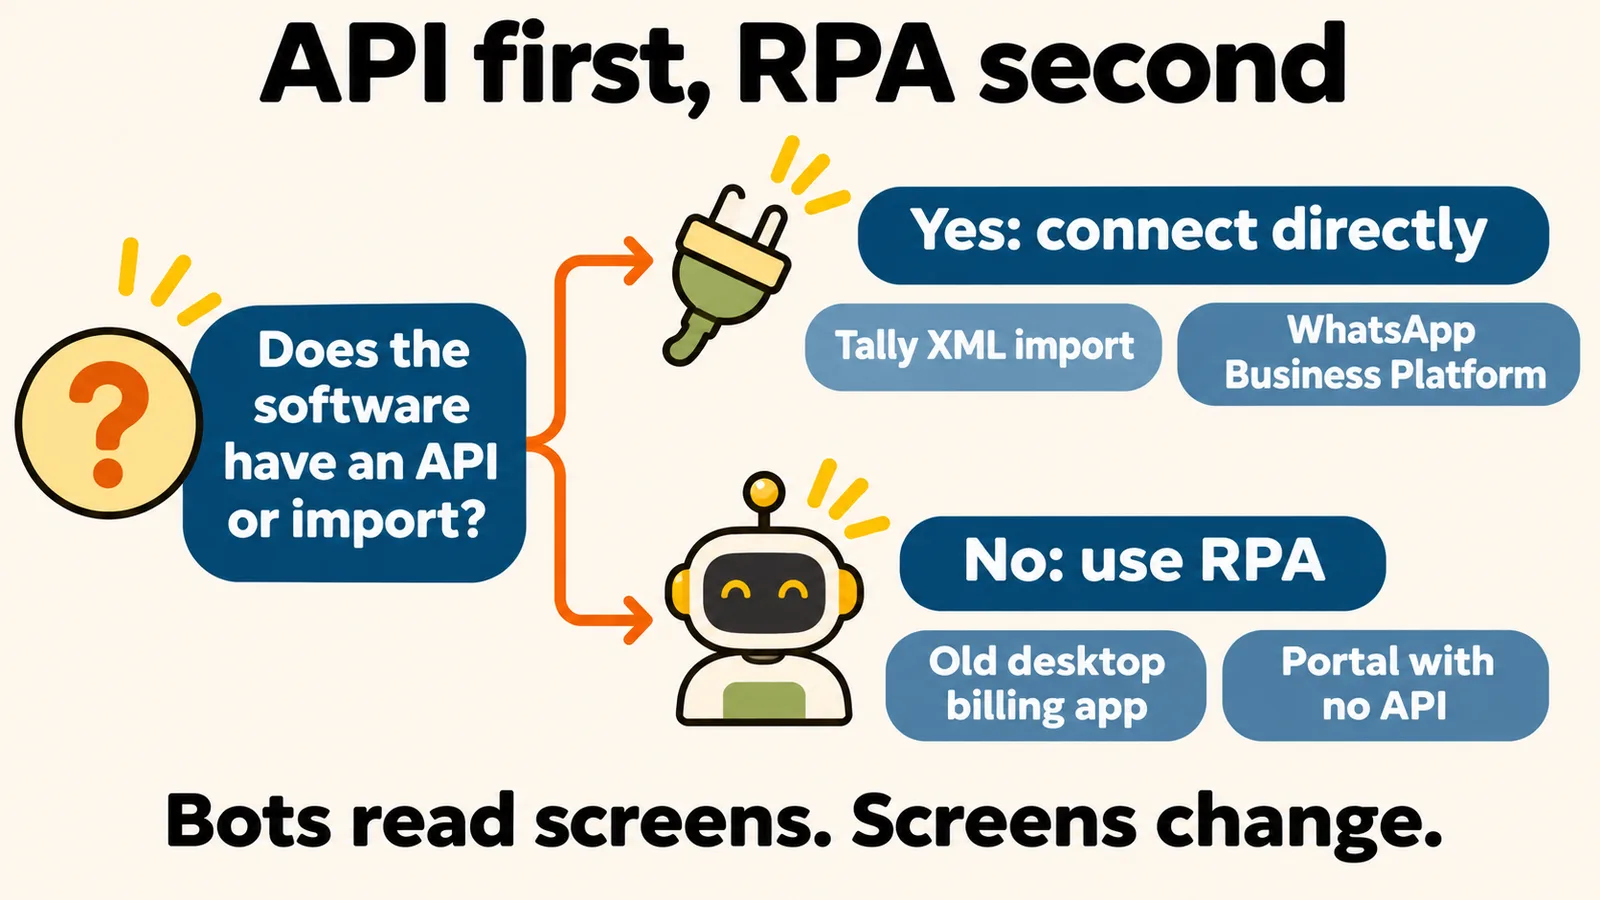 API first, RPA second
?
Does the
software
have an API
or import?
Yes: connect directly
Tally XML import
WhatsApp
Business Platform
No: use RPA
Old desktop
billing app
Portal with
no API
Bots read screens. Screens change.